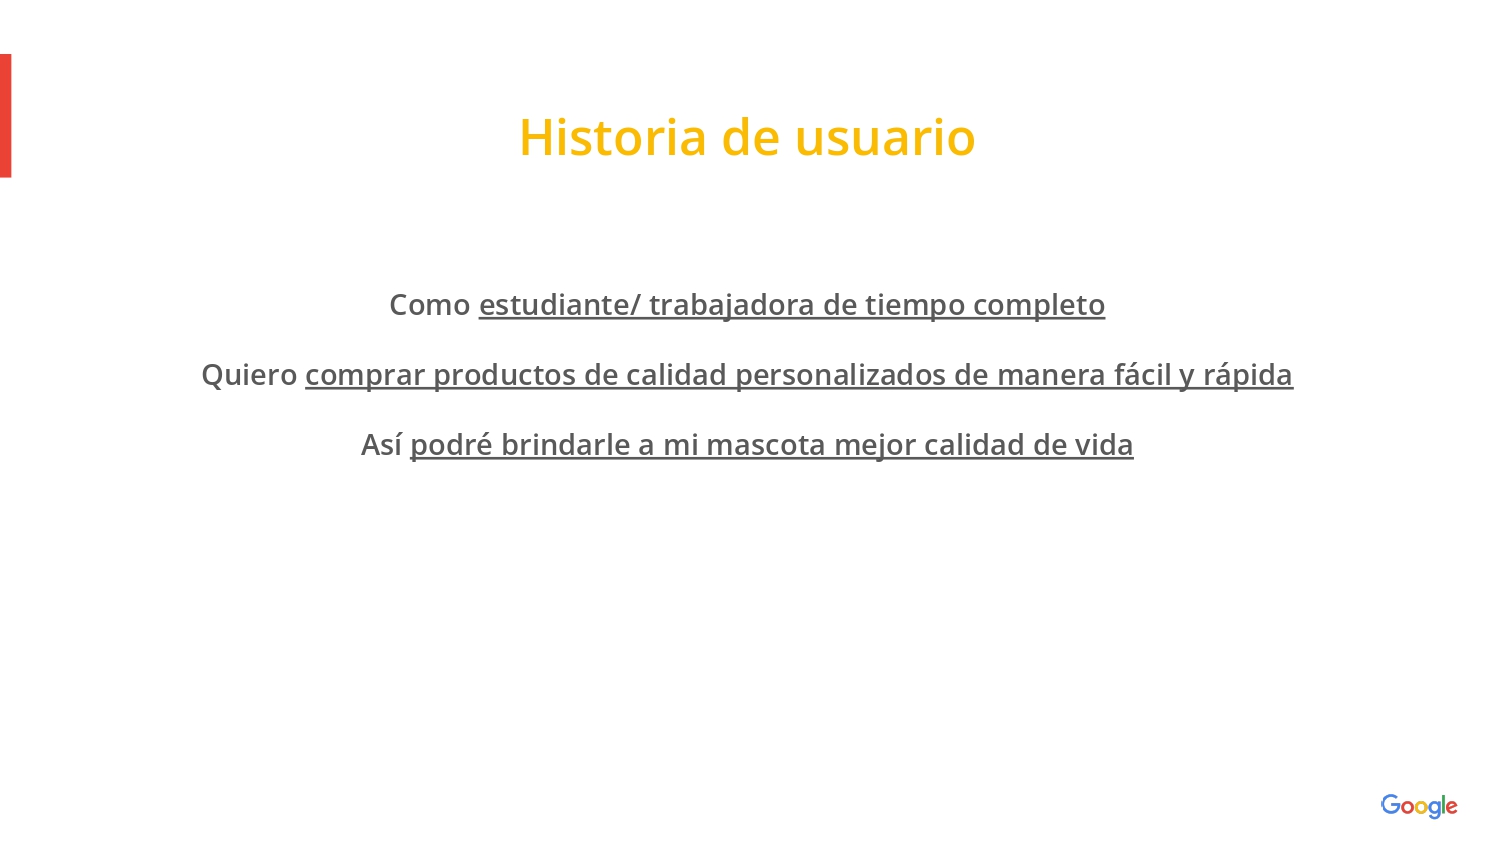 Historia de usuario
Como estudiante/ trabajadora de tiempo completo
Quiero comprar productos de calidad personalizados de manera fácil y rápida
Así podré brindarle a mi mascota mejor calidad de vida
Google